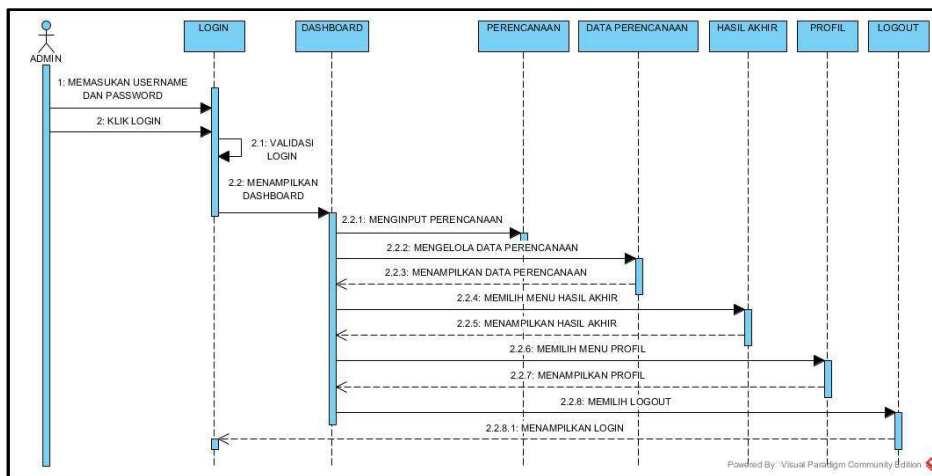 LOGIN
DASHBOARD
PERENCANAAN
DATA PERENCANAAN
HASIL AKHIR
PROFIL
LOGOUT
ADMIN
1: MEMASUKAN USERNAME
DAN PASSWORD
2: KLIK LOGIN
2.1: VALIDASI
LOGIN
2.2: MENAMPILKAN
DASHBOARD
2.2.1: MENGINPUT PERENCANAAN
2.2.2: MENGELOLA DATA PERENCANAAN
2.2.3: MENAMPILKAN DATA PERENCANAAN
2.2.4: MEMILIH MENU HASIL AKHIR
2.2.5: MENAMPILKAN HASIL AKHIR
2.2.6: MEMILIH MENU PROFIL
2.2.7: MENAMPILKAN PROFIL
2.2.8: MEMILIH LOGOUT
2.2.8.1: MENAMPILKAN LOGIN
Powered By Visual Paradigm Community Edition